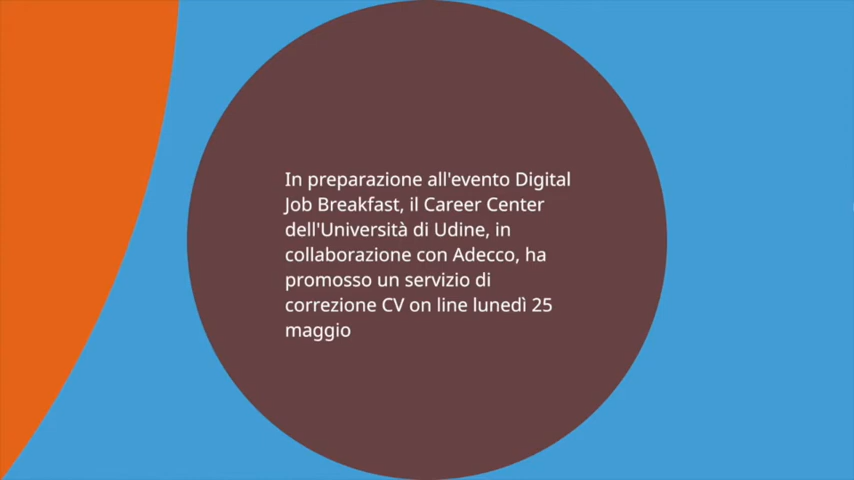 In preparazione all'evento Digital
Job Breakfast, il Career Center
dell'Università di Udine, in
collaborazione con Adecco, ha
promosso un servizio di
correzione CV on line lunedì 25
maggio